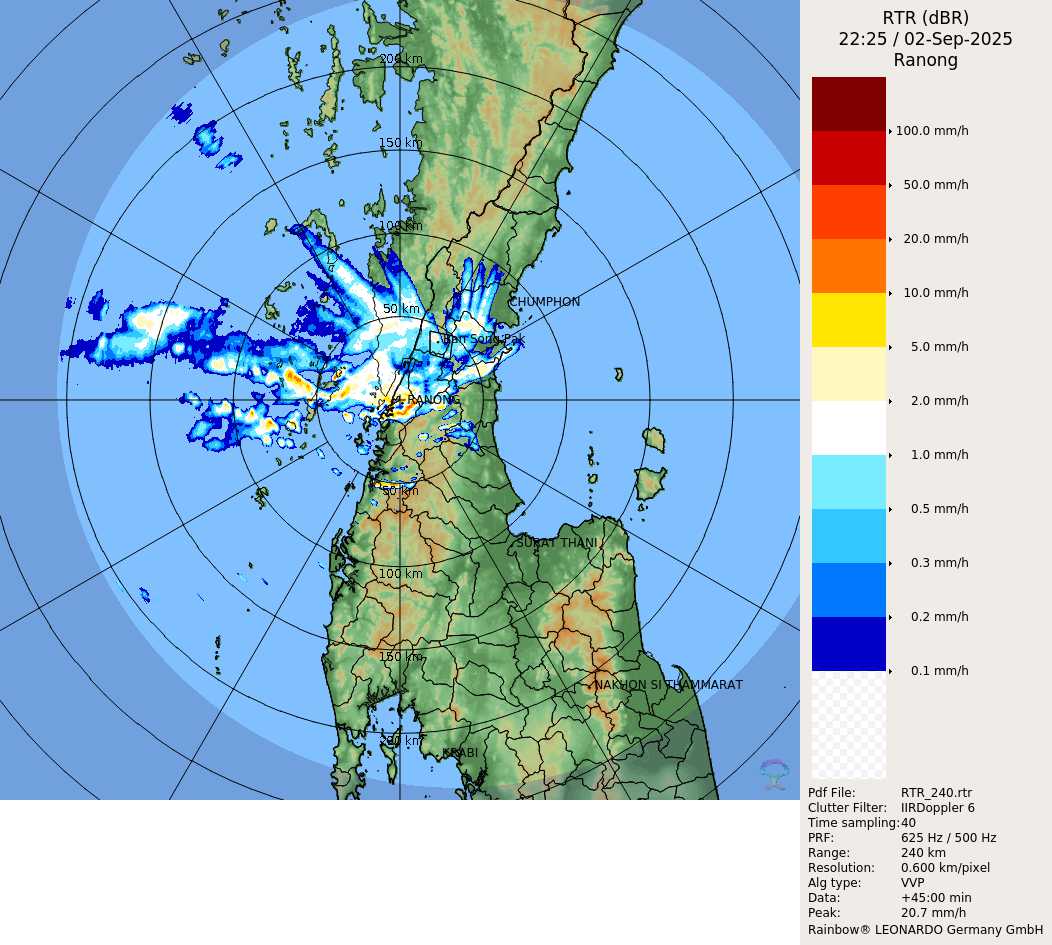 RTR (dBR)
22:25 / 02-Sep-2025
Ranong
200 km
150 km
100 km
50 km
CHUMPHON
Ban Song Pak
RANONG
50 km
SURAT THANI
100 km
150 km
NAKHON SI THAMMARAT
200 km
KRABI
100.0 mm/h
50.0 mm/h
20.0 mm/h
10.0 mm/h
5.0 mm/h
2.0 mm/h
1.0 mm/h
0.5 mm/h
0.3 mm/h
0.2 mm/h
0.1 mm/h
Pdf File: RTR_240.rtr
Clutter Filter: IIRDoppler 6
Time sampling:40
PRF: 625 Hz / 500 Hz
Range: 240 km
Resolution: 0.600 km/pixel
Alg type: VVP
Data: +45:00 min
Peak: 20.7 mm/h
Rainbow® LEONARDO Germany GmbH